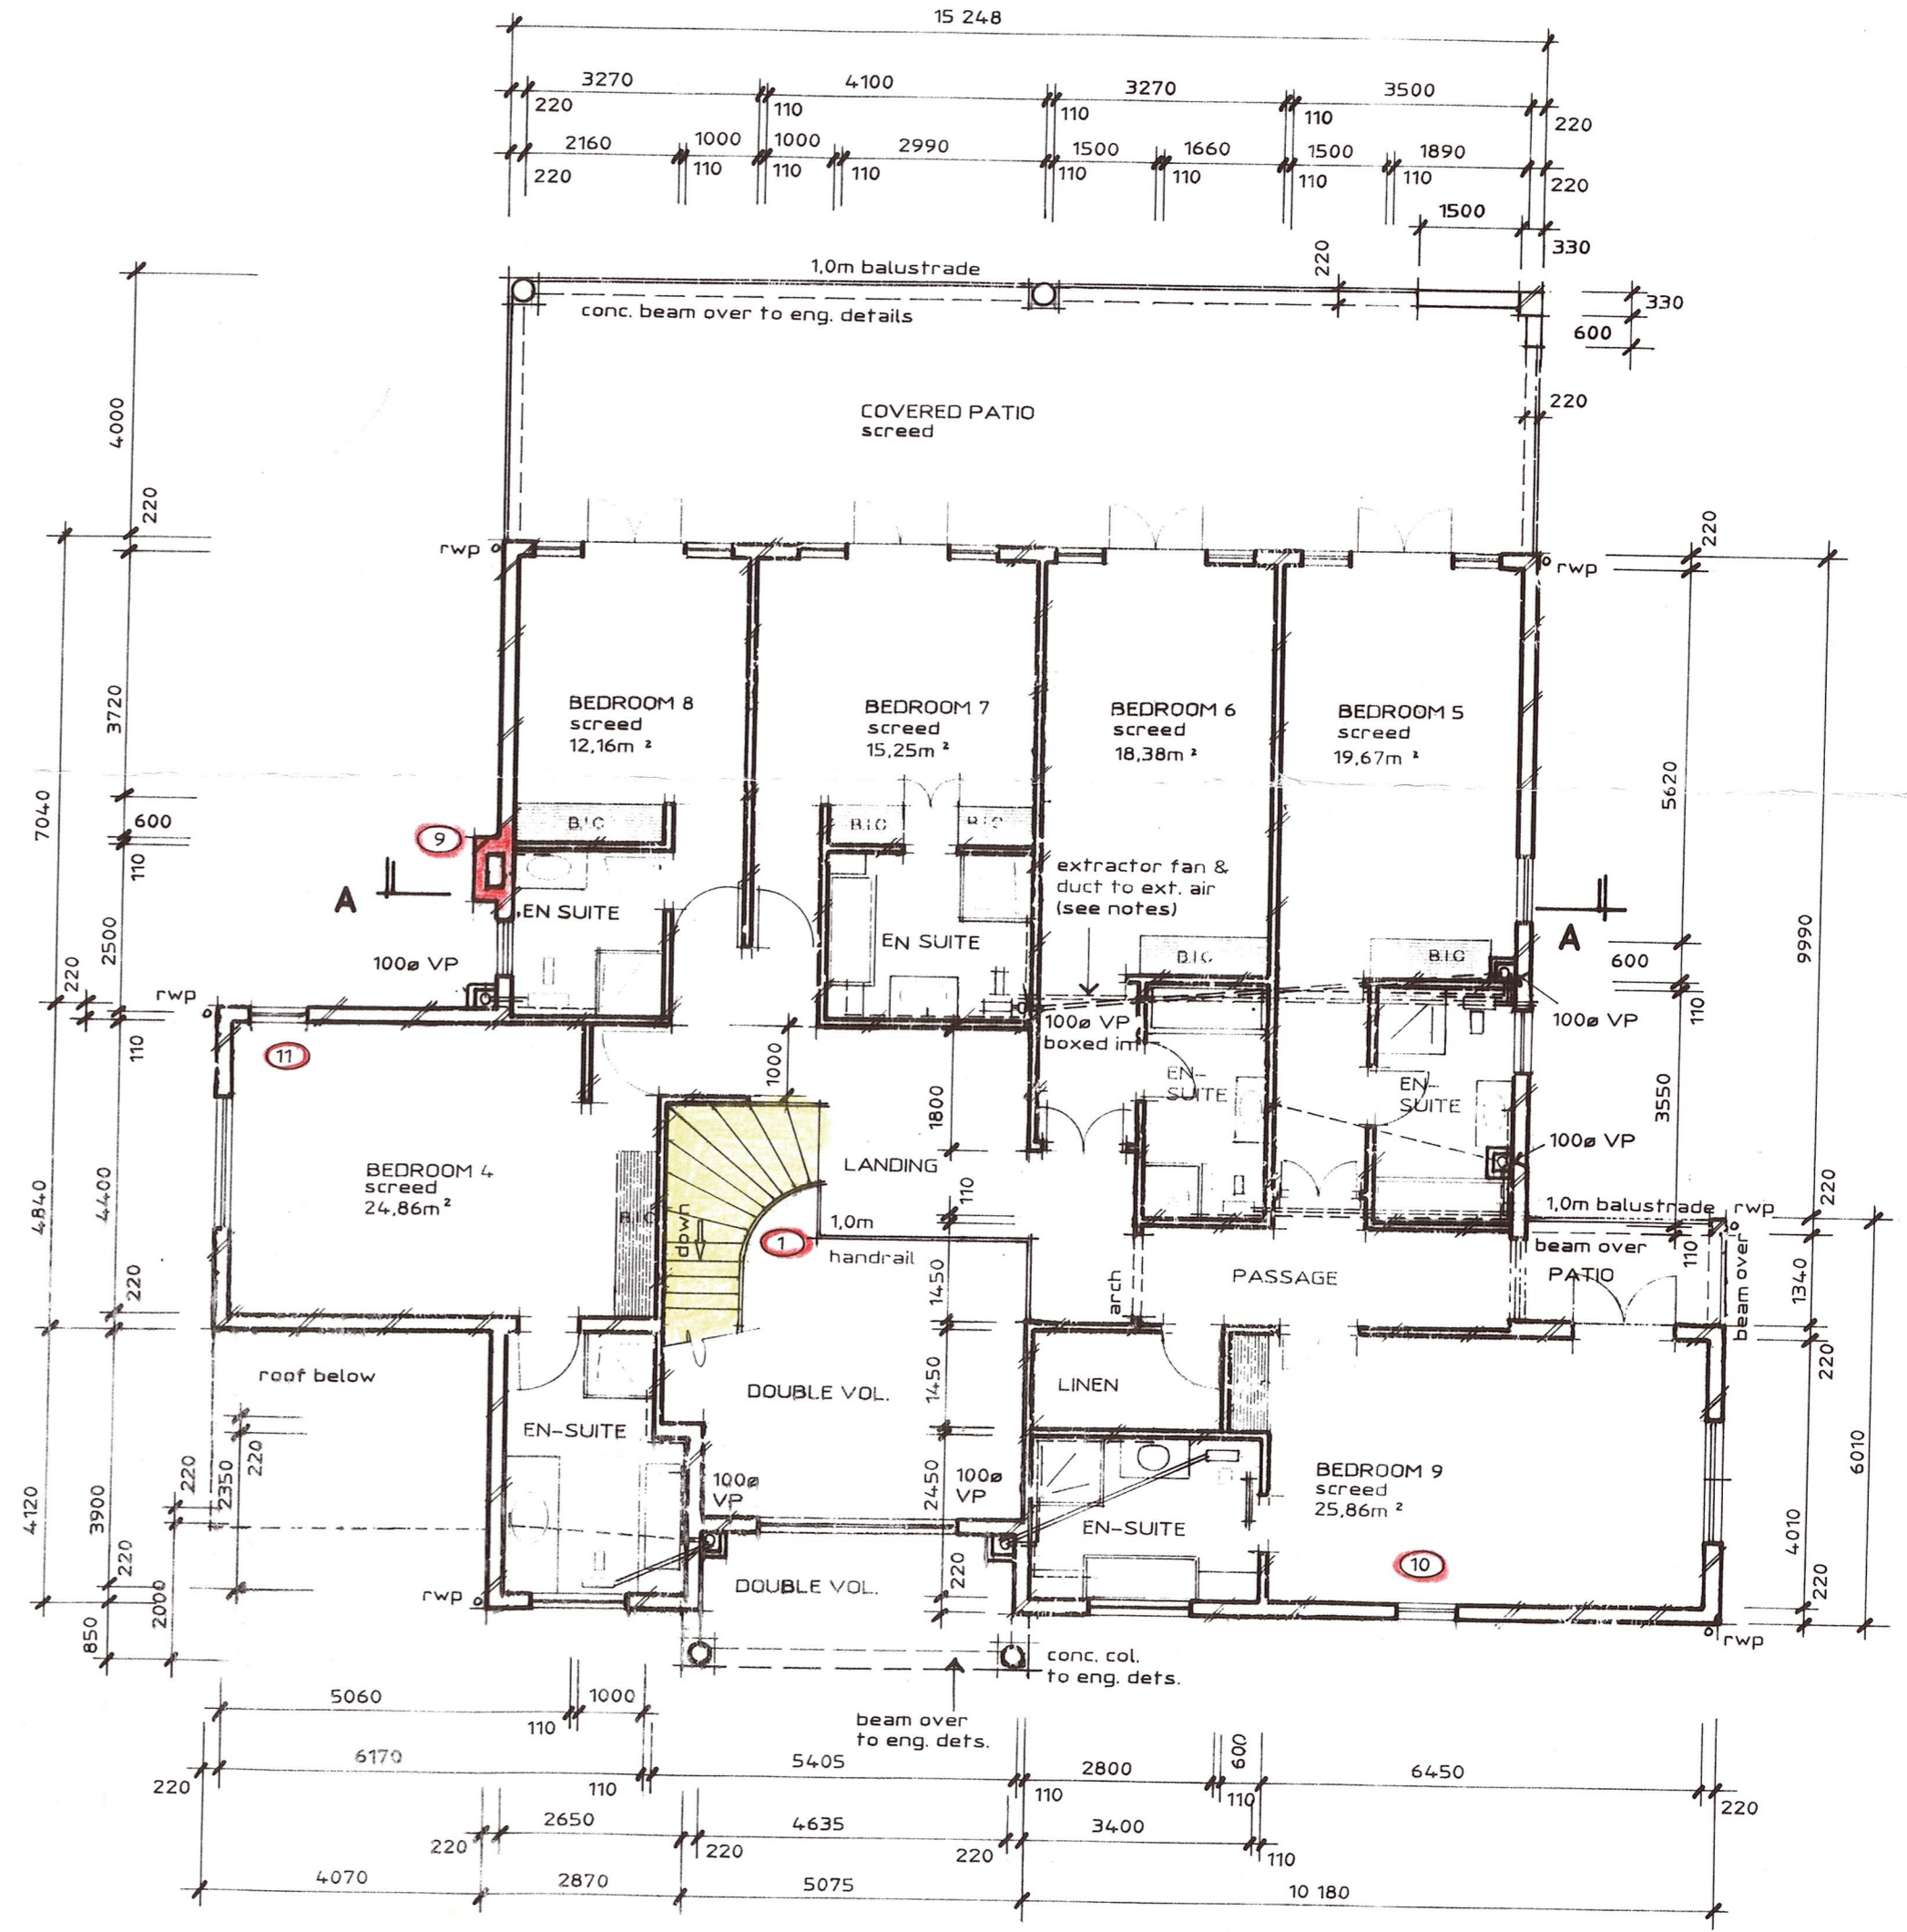 15 248
3270
4100
3270
3500
220
110
110
110
220
2160
1000
1000
2990
1500
1660
1500
1890
220
110
110
110
110
110
110
110
220
1500
330
220
1,0m balustrade
conc. beam over to eng. details
330
600
220
COVERED PATIO
screed
4000
220
220
rwp
rwp
BEDROOM 8
screed
12,16m ²
BEDROOM 7
screed
15,25m ²
BEDROOM 6
screed
18,38m ²
BEDROOM 5
screed
19,67m ²
3720
7040
600
110
2500
220
110
5620
9990
600
110
3550
220
9
B.I.C
B.I.C
B.I.C
extractor fan &
duct to ext. air
(see notes)
A
A
EN SUITE
EN SUITE
B.I.C
B.I.C
100ø VP
rwp
100ø VP
boxed in
100ø VP
11
1000
1800
EN-
SUITE
EN-
SUITE
100ø VP
BEDROOM 4
screed
24,86m ²
LANDING
110
4840
4400
220
down
1
1,0m
handrail
1450
arch
PASSAGE
1,0m balustrade
rwp
beam over
PATIO
beam over
110
1340
220
roof below
DOUBLE VOL.
1450
LINEN
EN-SUITE
220
2350
220
4120
3900
220
850
2000
100ø
VP
100ø
VP
2450
BEDROOM 9
screed
25,86m ²
EN-SUITE
10
6010
4010
220
DOUBLE VOL.
220
rwp
rwp
conc. col.
to eng. dets.
beam over
to eng. dets.
5060
110
1000
6170
5405
2800
600
6450
220
110
110
110
220
2650
4635
3400
220
220
220
110
4070
2870
5075
10 180